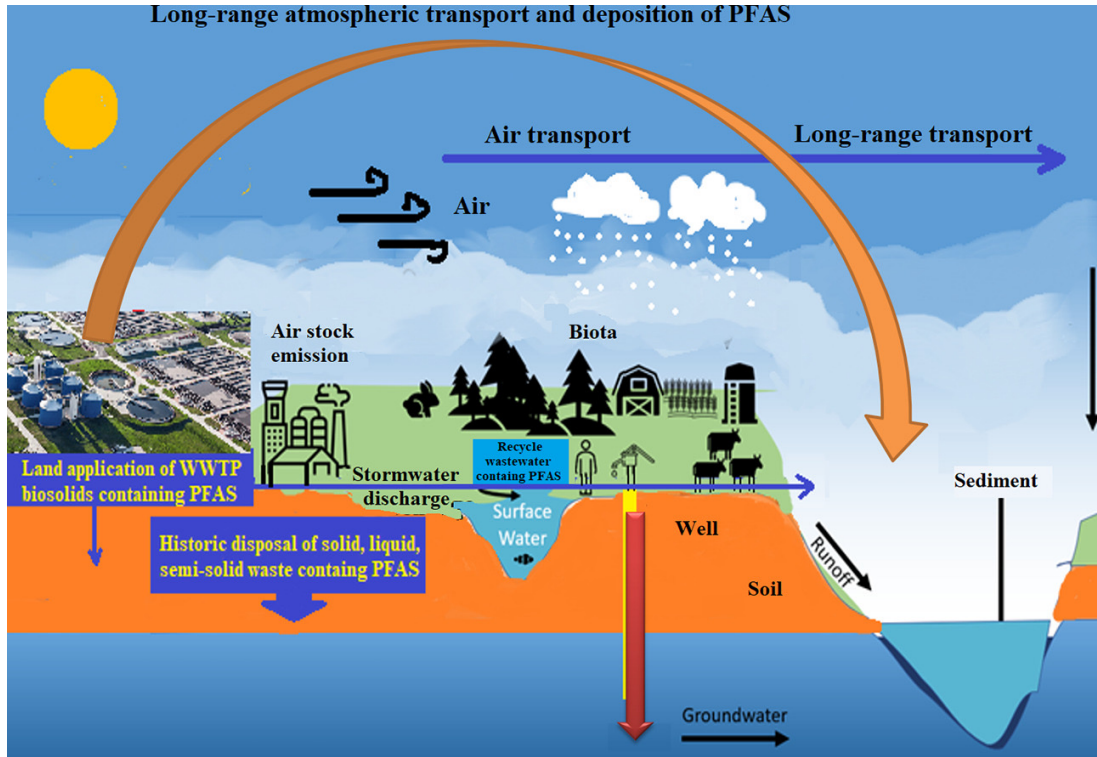 Long-range atmospheric transport and deposition of PFAS
Air transport
Long-range transport
Air
Air stock
emission
Biota
Land application of WWTP
biosolids containing PFAS
Stormwater
discharge
Recycle
wastewater
containg PFAS
Surface
Water
Sediment
Historic disposal of solid, liquid,
semi-solid waste containg PFAS
Well
Soil
Runoff
Groundwater